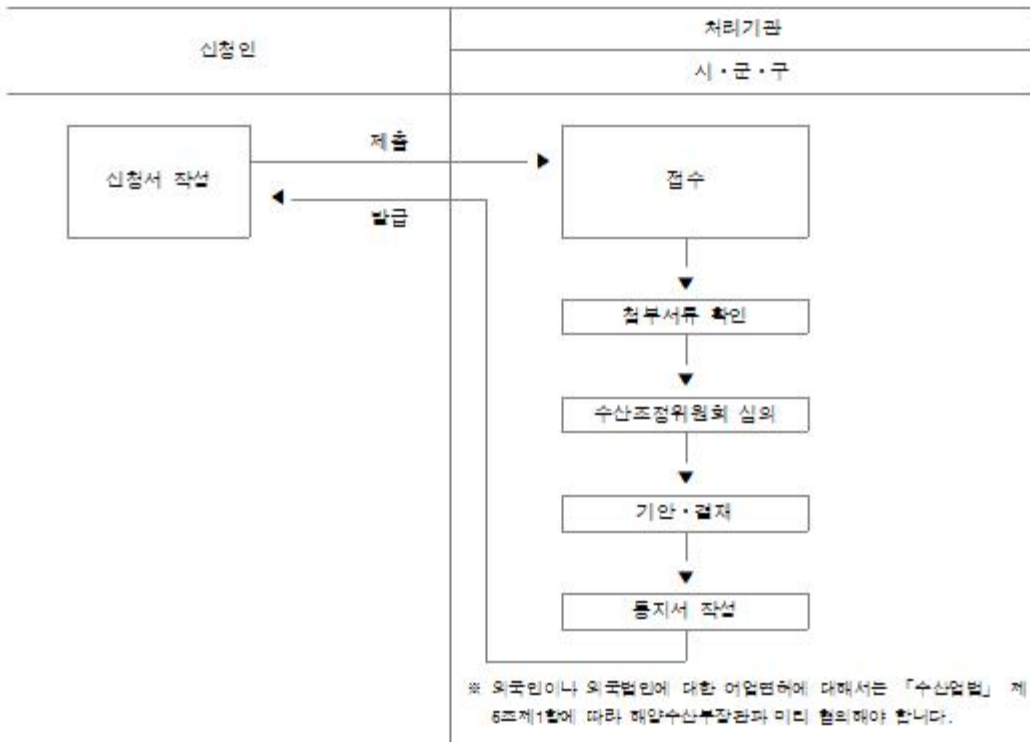 신청인
처리기관
시・군・구
신청서 작성
제출
발급
접수
첨부서류 확인
수산조정위원회 심의
기안・결재
통지서 작성
※ 외국인이나 외국법인에 대한 어업면허에 대해서는 「수산업법」 제
5조제1항에 따라 해양수산부장관과 미리 협의해야 합니다.